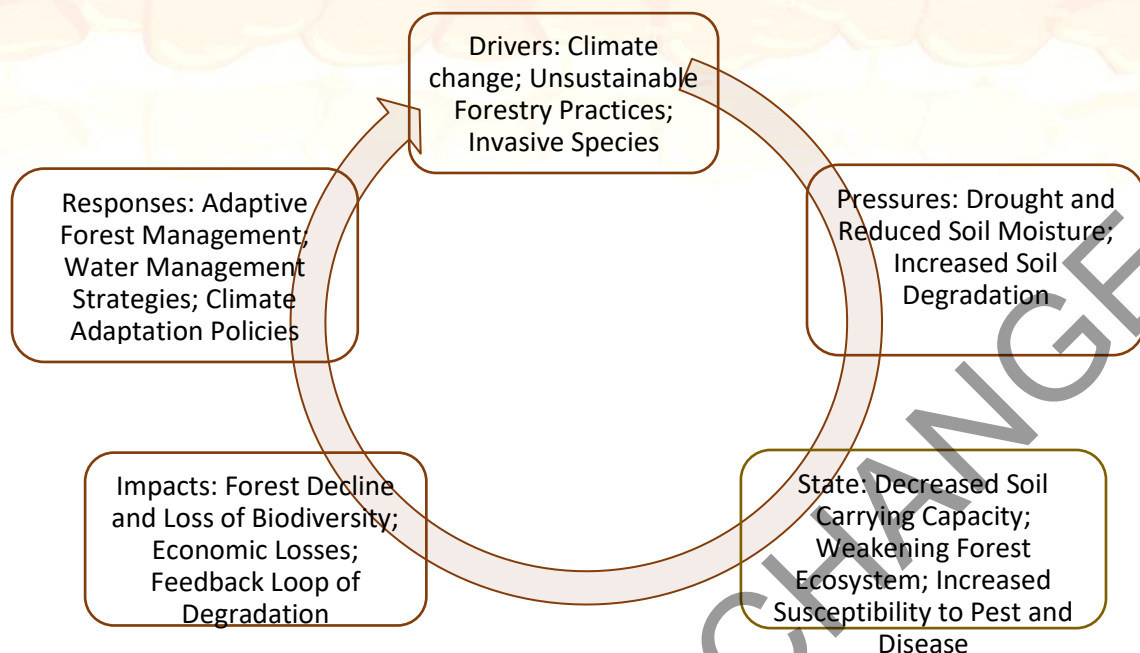 Drivers: Climate
change; Unsustainable
Forestry Practices;
Invasive Species
Pressures: Drought and
Reduced Soil Moisture;
Increased Soil
Degradation
State: Decreased Soil
Carrying Capacity;
Weakening Forest
Ecosystem; Increased
Susceptibility to Pest and
Disease
Impacts: Forest Decline
and Loss of Biodiversity;
Economic Losses;
Feedback Loop of
Degradation
Responses: Adaptive
Forest Management;
Water Management
Strategies; Climate
Adaptation Policies
CHANGE